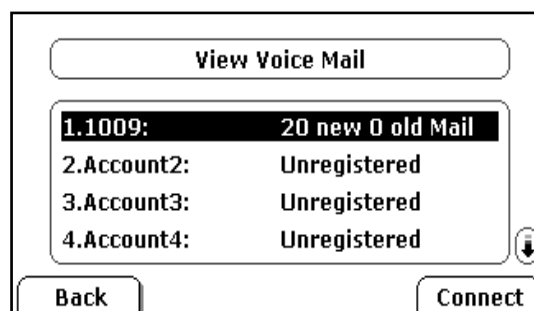 View Voice Mail
1.1009: 20 new 0 old Mail
2.Account2: Unregistered
3.Account3: Unregistered
4.Account4: Unregistered
Back Connect